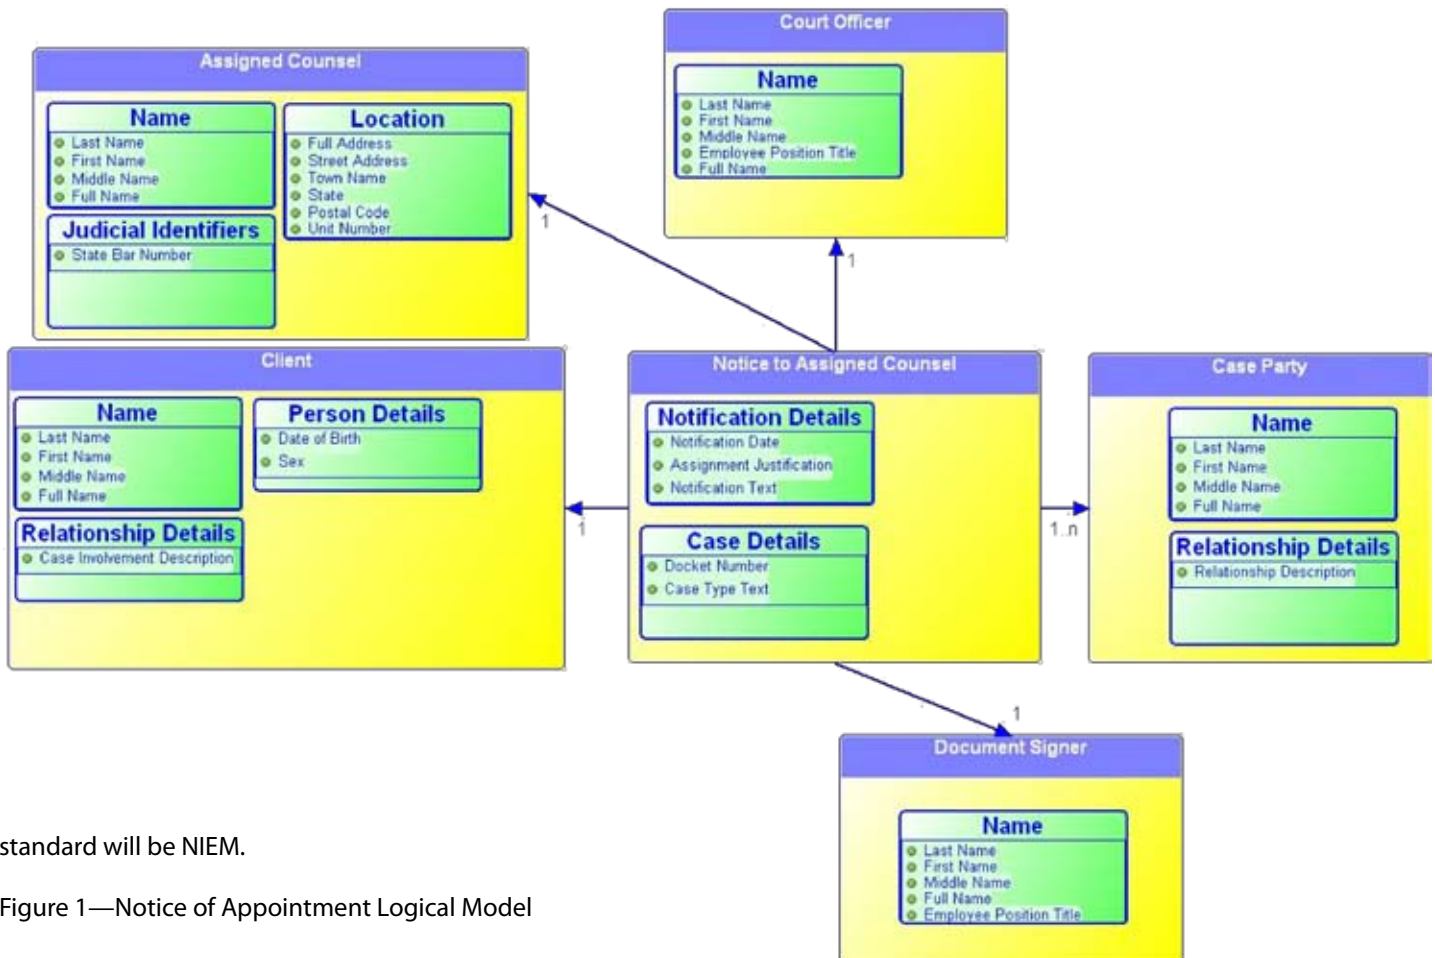 Court Officer
Name
Last Name
First Name
Middle Name
Employee Position Title
Full Name
1
Assigned Counsel
Name
Last Name
First Name
Middle Name
Full Name
Location
Full Address
Street Address
Town Name
State
Postal Code
Unit Number
Judicial Identifiers
State Bar Number
1
Client
Name
Last Name
First Name
Middle Name
Full Name
Person Details
Date of Birth
Sex
Relationship Details
Case Involvement Description
1
Notice to Assigned Counsel
Notification Details
Notification Date
Assignment Justification
Notification Text
Case Details
Docket Number
Case Type Text
1..n
Case Party
Name
Last Name
First Name
Middle Name
Full Name
Relationship Details
Relationship Description
1
Document Signer
Name
Last Name
First Name
Middle Name
Full Name
Employee Position Title
standard will be NIEM.
Figure 1—Notice of Appointment Logical Model